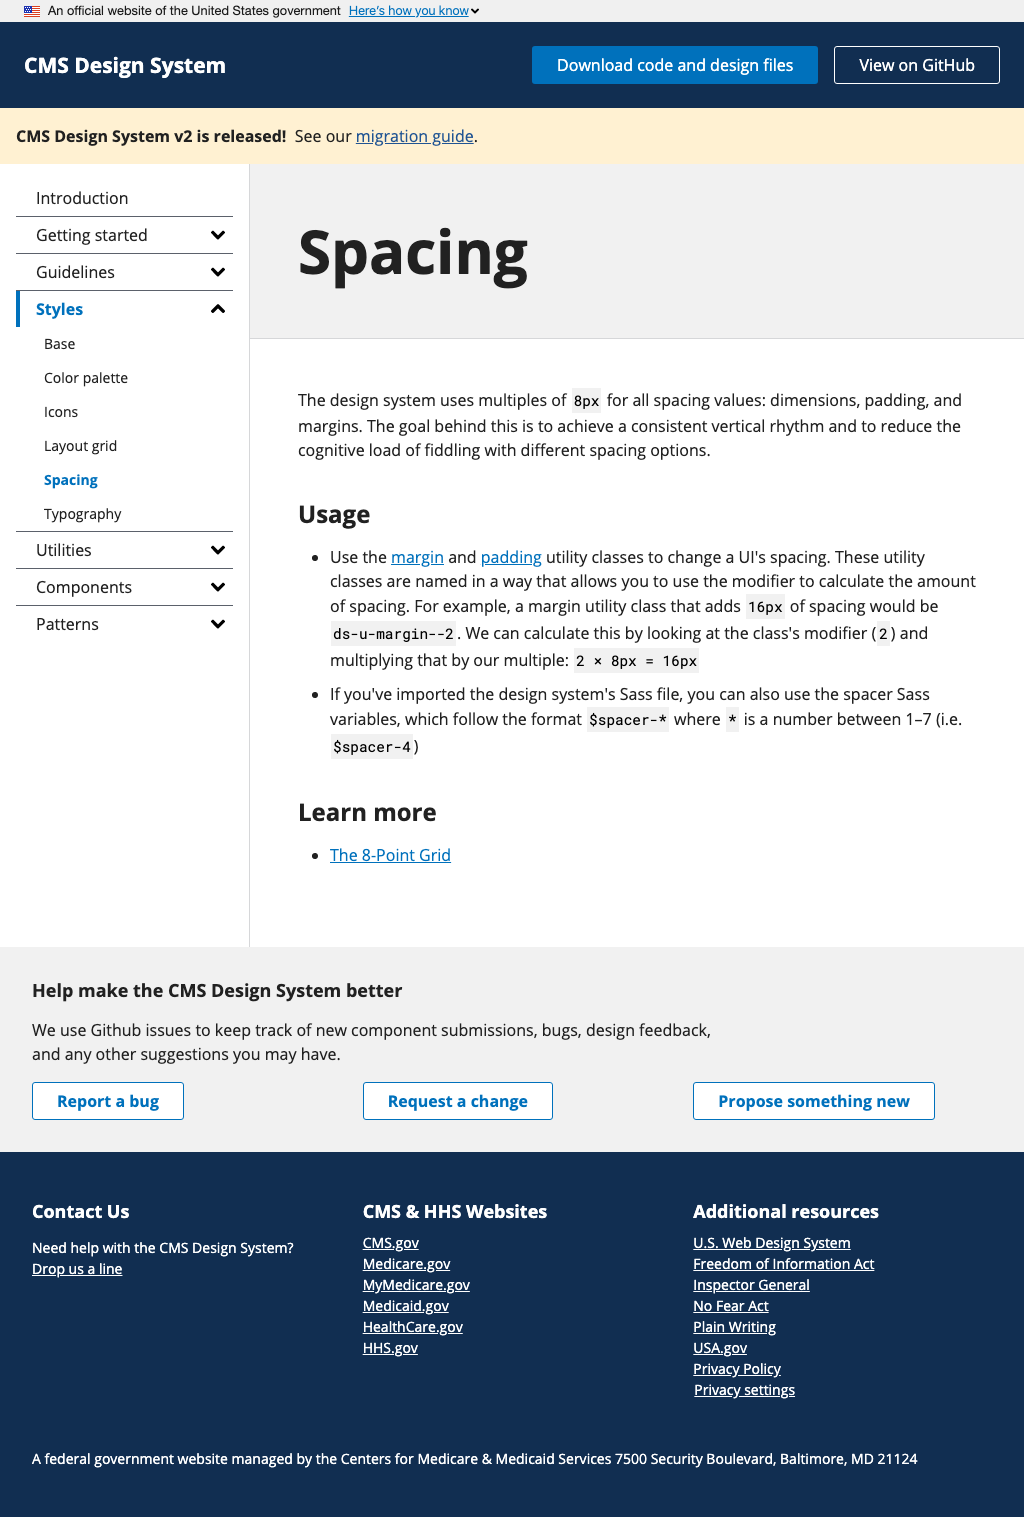 An official website of the United States government Here's how you know
CMS Design System
Download code and design files
View on GitHub
CMS Design System v2 is released! See our migration guide.
Introduction
Getting started
Guidelines
Styles
Base
Color palette
Icons
Layout grid
Spacing
Typography
Utilities
Components
Patterns
Spacing
The design system uses multiples of 8px for all spacing values: dimensions, padding, and
margins. The goal behind this is to achieve a consistent vertical rhythm and to reduce the
cognitive load of fiddling with different spacing options.
Usage
• Use the margin and padding utility classes to change a UI's spacing. These utility
classes are named in a way that allows you to use the modifier to calculate the amount
of spacing. For example, a margin utility class that adds 16px of spacing would be
ds-u-margin--2. We can calculate this by looking at the class's modifier (2) and
multiplying that by our multiple: 2 × 8px = 16px
• If you've imported the design system's Sass file, you can also use the spacer Sass
variables, which follow the format $spacer-* where * is a number between 1–7 (i.e.
$spacer-4)
Learn more
• The 8-Point Grid
Help make the CMS Design System better
We use Github issues to keep track of new component submissions, bugs, design feedback,
and any other suggestions you may have.
Report a bug
Request a change
Propose something new
Contact Us
Need help with the CMS Design System?
Drop us a line
CMS & HHS Websites
CMS.gov
Medicare.gov
MyMedicare.gov
Medicaid.gov
HealthCare.gov
HHS.gov
Additional resources
U.S. Web Design System
Freedom of Information Act
Inspector General
No Fear Act
Plain Writing
USA.gov
Privacy Policy
Privacy settings
A federal government website managed by the Centers for Medicare & Medicaid Services 7500 Security Boulevard, Baltimore, MD 21124